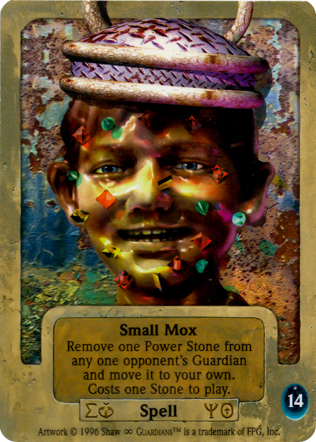 Small Mox
Remove one Power Stone from
any one opponent's Guardian
and move it to your own.
Costs one Stone to play.
14
Spell
Artwork © 1996 Shaw ∞ GUARDIANS™ is a trademark of FPG, Inc.